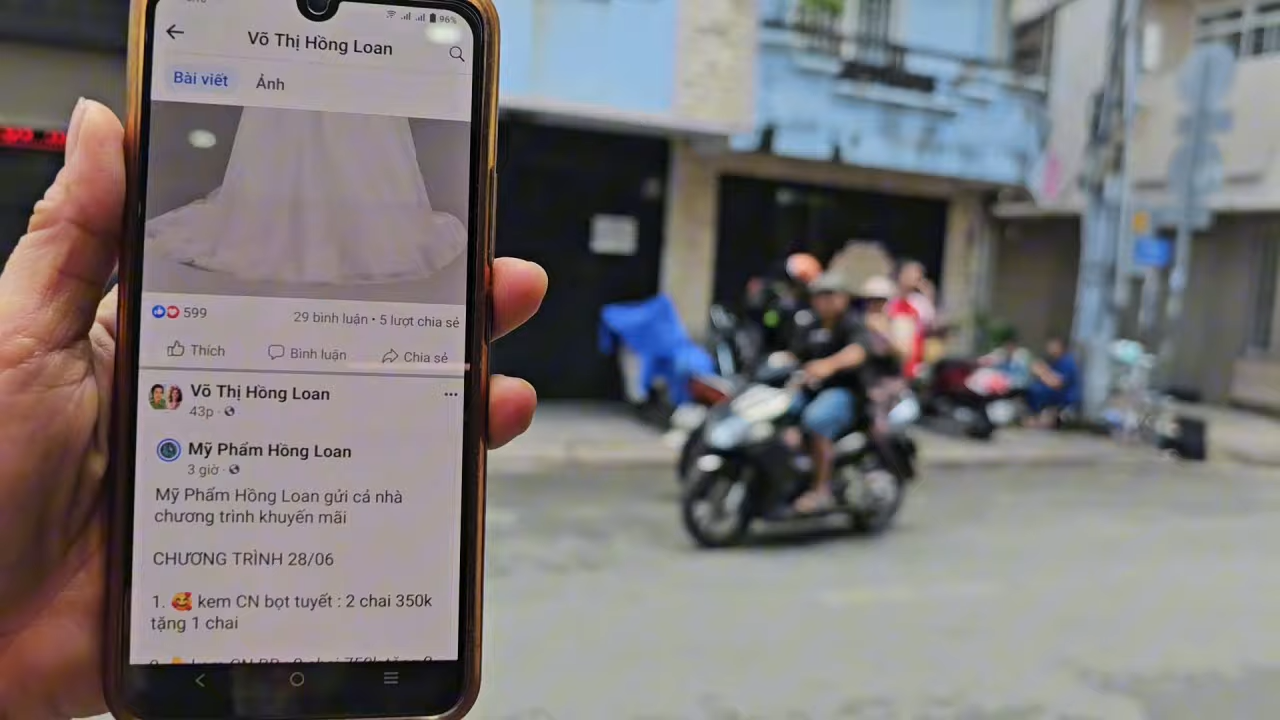 96%
Võ Thị Hồng Loan
Bài viết Ảnh
599 29 bình luận • 5 lượt chia sẻ
Thích Bình luận Chia sẻ
Võ Thị Hồng Loan
43p ·
Mỹ Phẩm Hồng Loan
3 giờ ·
Mỹ Phẩm Hồng Loan gửi cả nhà
chương trình khuyến mãi
CHƯƠNG TRÌNH 28/06
1. 🥰 kem CN bọt tuyết : 2 chai 350k
tặng 1 chai